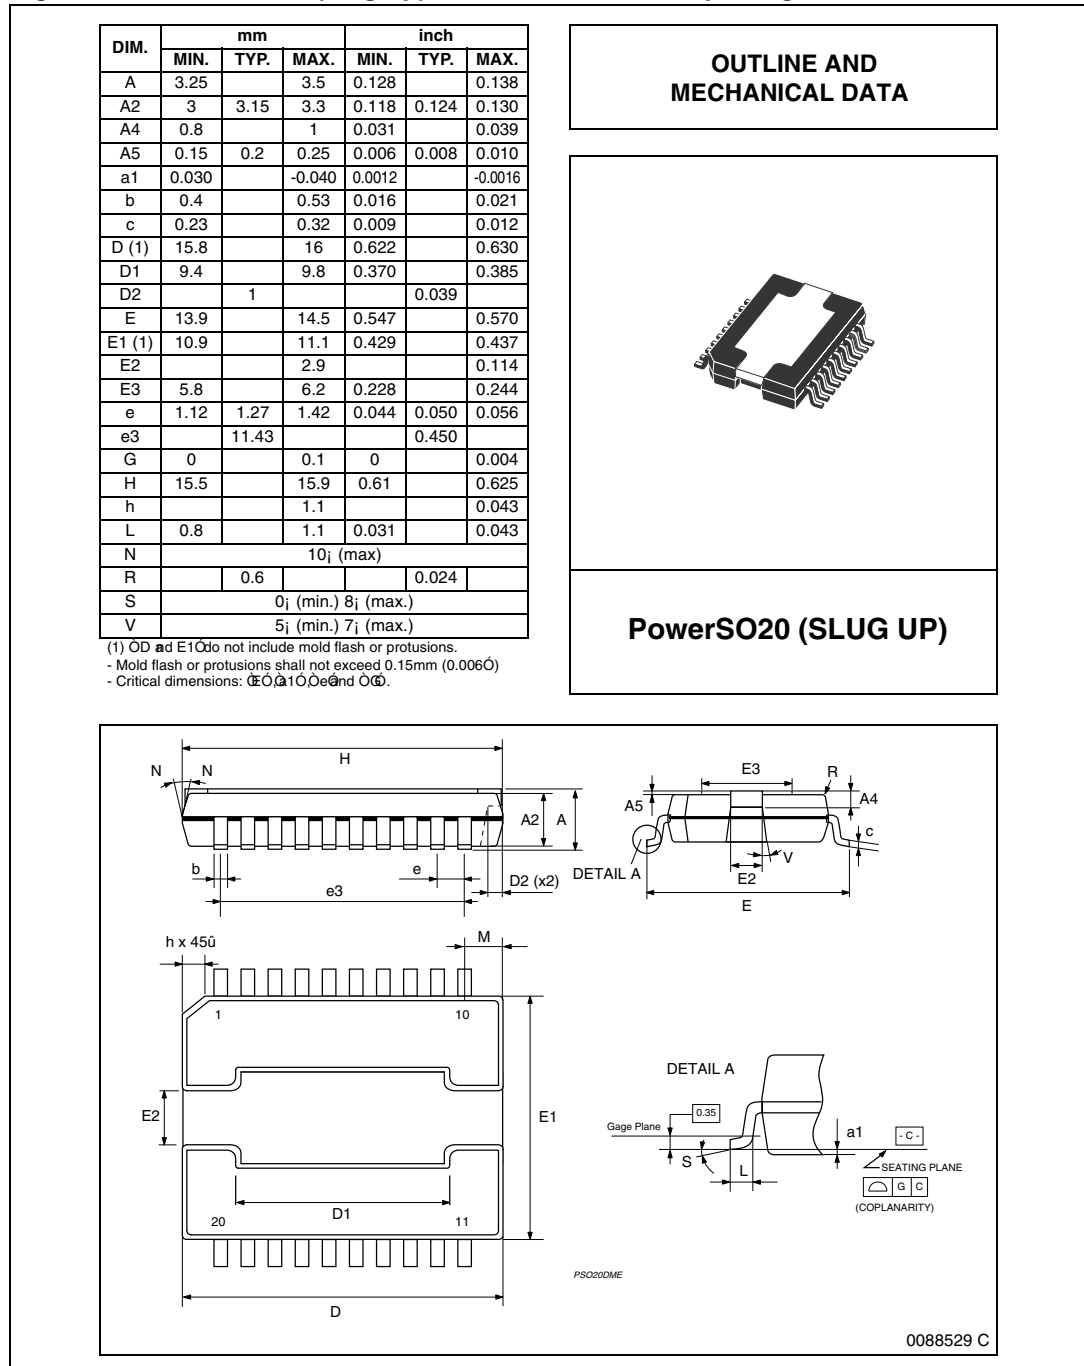 DIM. mm inch
MIN. TYP. MAX. MIN. TYP. MAX.
A 3.25 3.5 0.128 0.138
A2 3 3.15 3.3 0.118 0.124 0.130
A4 0.8 1 0.031 0.039
A5 0.15 0.2 0.25 0.006 0.008 0.010
a1 0.030 -0.040 0.0012 -0.0016
b 0.4 0.53 0.016 0.021
c 0.23 0.32 0.009 0.012
D (1) 15.8 16 0.622 0.630
D1 9.4 9.8 0.370 0.385
D2 1 0.039
E 13.9 14.5 0.547 0.570
E1 (1) 10.9 11.1 0.429 0.437
E2 2.9 0.114
E3 5.8 6.2 0.228 0.244
e 1.12 1.27 1.42 0.044 0.050 0.056
e3 11.43 0.450
G 0 0.1 0 0.004
H 15.5 15.9 0.61 0.625
h 1.1 0.043
L 0.8 1.1 0.031 0.043
N 10¡ (max)
R 0.6 0.024
S 0¡ (min.) 8¡ (max.)
V 5¡ (min.) 7¡ (max.)
(1) do not include mold flash or protusions.
- Mold flash or protusions shall not exceed 0.15mm (0.006Ó)
- Critical dimensions:
OUTLINE AND
MECHANICAL DATA
PowerSO20 (SLUG UP)
H
N N
A2 A
b e
e3
D2 (x2)
E3 R
A5 A4
c
V
DETAIL A
E2
E
h x 45û
M
1 10
E2
E1
D1
20 11
D
DETAIL A
Gage Plane
0.35
a1
- C -
S
L
SEATING PLANE
G C
(COPLANARITY)
PSO20DME
0088529 C